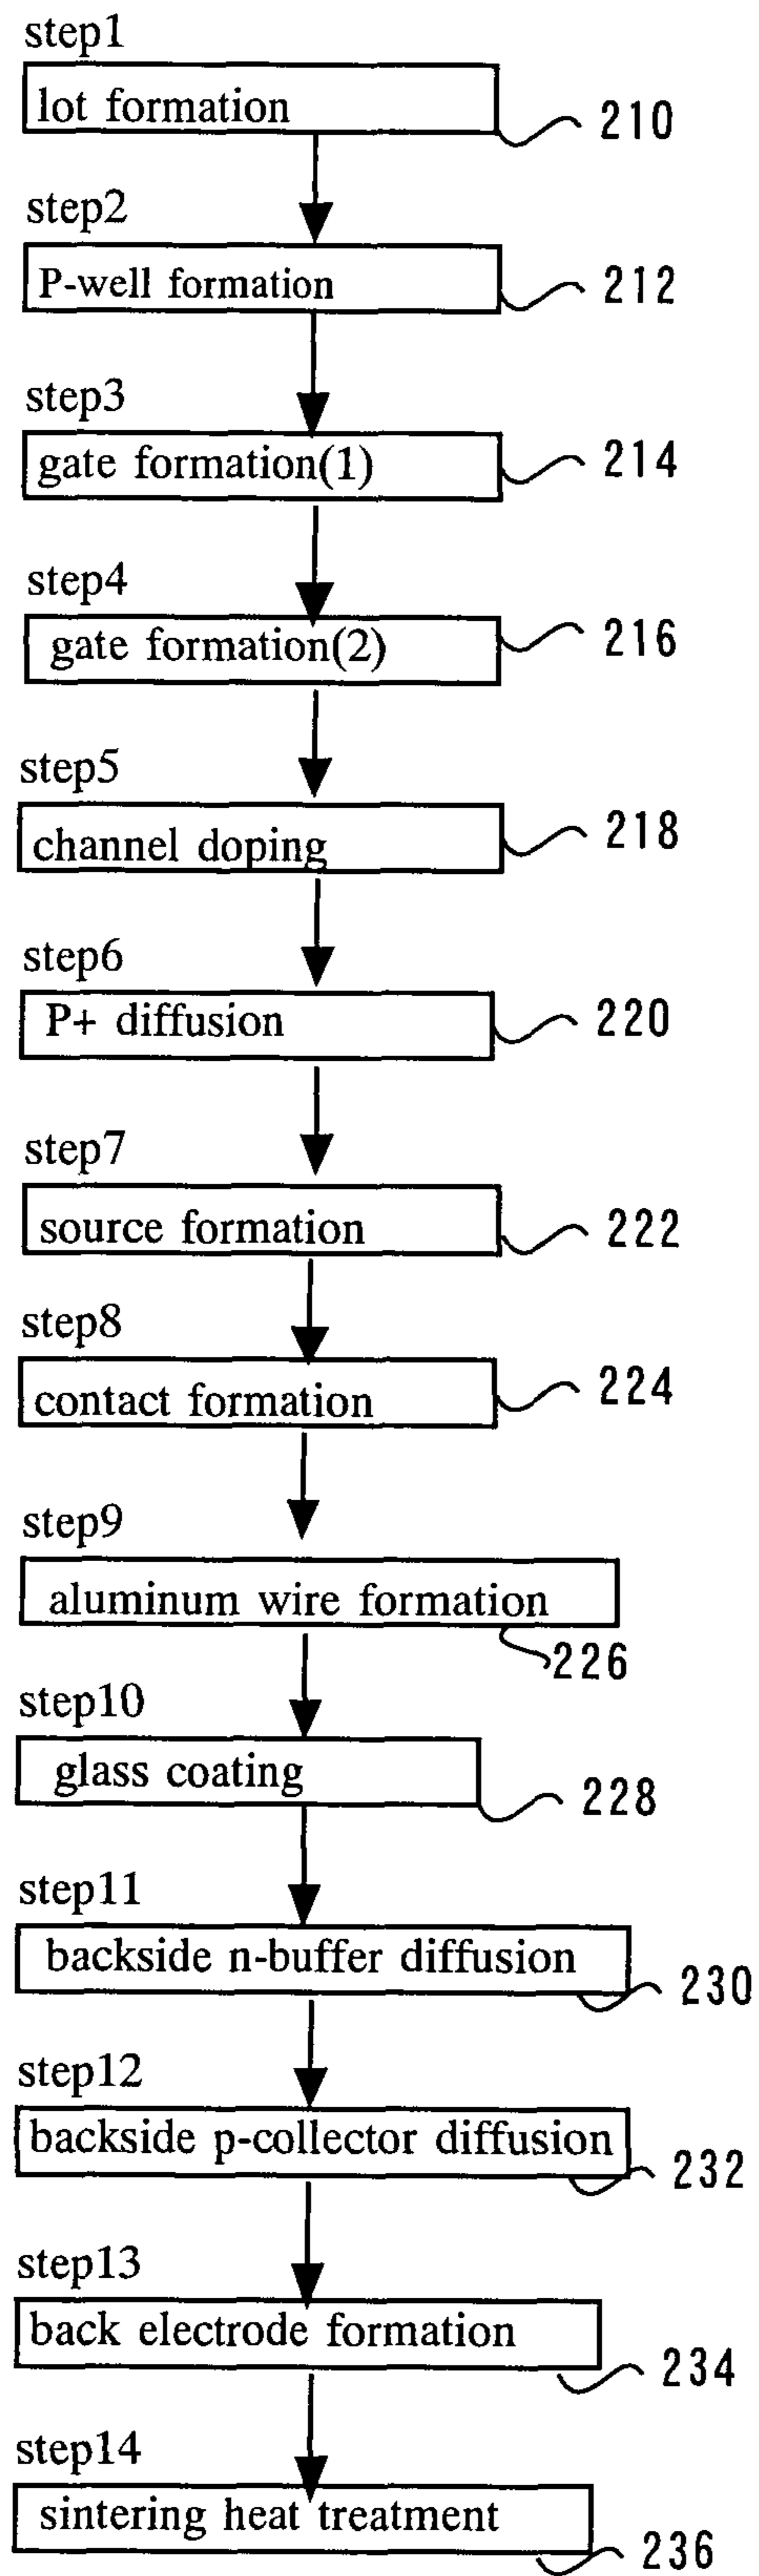 step1
lot formation
210
step2
P-well formation
212
step3
gate formation(1)
214
step4
gate formation(2)
216
step5
channel doping
218
step6
P+ diffusion
220
step7
source formation
222
step8
contact formation
224
step9
aluminum wire formation
226
step10
glass coating
228
step11
backside n-buffer diffusion
230
step12
backside p-collector diffusion
232
step13
back electrode formation
234
step14
sintering heat treatment
236